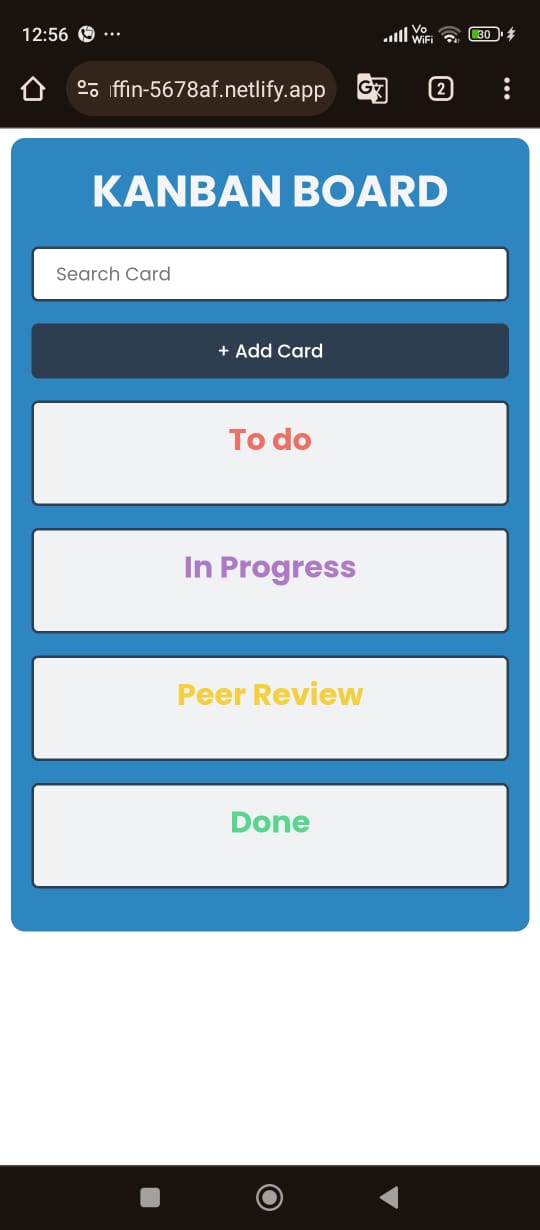 12:56 ... Vo WiFi 30
ffin-5678af.netlify.app 2
KANBAN BOARD
Search Card
+ Add Card
To do
In Progress
Peer Review
Done